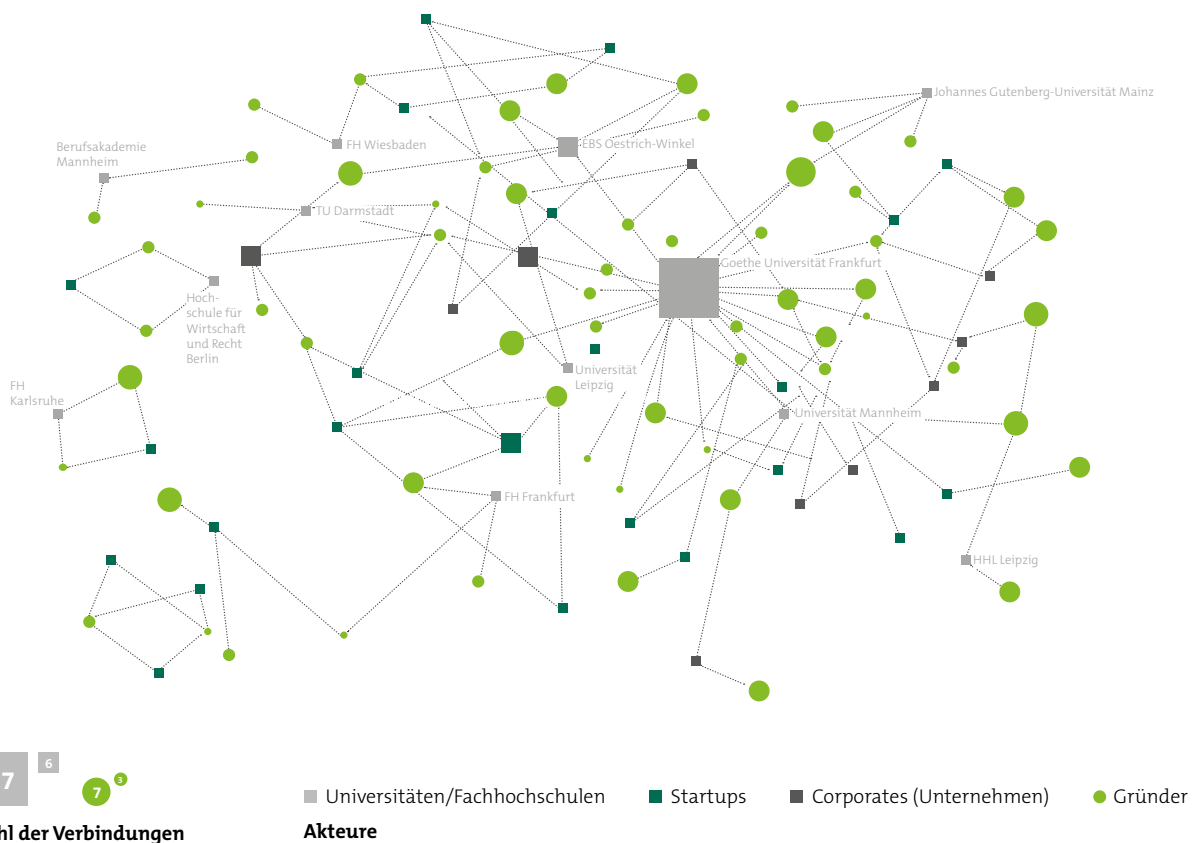 Johannes Gutenberg-Universität Mainz
Berufsakademie
Mannheim
FH Wiesbaden
EBS Oestrich-Winkel
TU Darmstadt
Goethe Universität Frankfurt
Hoch-
schule für
Wirtschaft
und Recht
Berlin
Universität
Leipzig
FH
Karlsruhe
Universität Mannheim
FH Frankfurt
HHL Leipzig
7
6
7
3
Universitäten/Fachhochschulen
Startups
Corporates (Unternehmen)
Gründer
hl der Verbindungen
Akteure